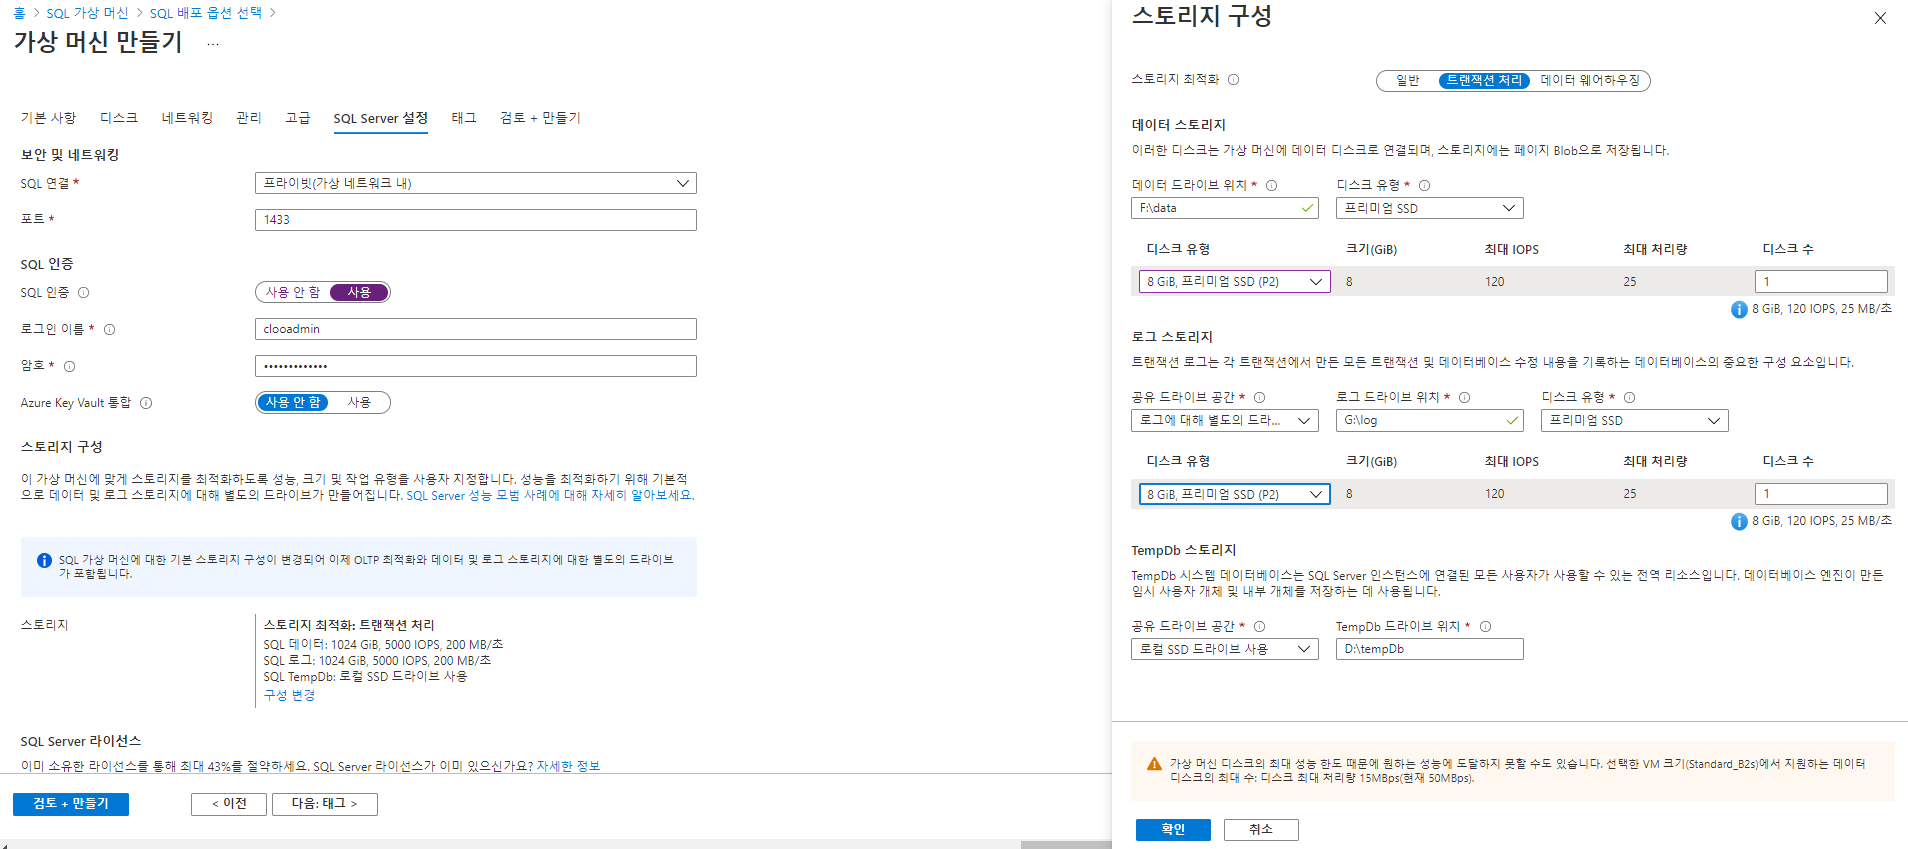 홈 > SQL 가상 머신 > SQL 배포 옵션 선택 >
가상 머신 만들기 ...
기본 사항 디스크 네트워킹 관리 고급 SQL Server 설정 태그 검토 + 만들기
보안 및 네트워킹
SQL 연결 * 프라이빗(가상 네트워크 내)
포트 * 1433
SQL 인증
SQL 인증 사용 안 함 사용
로그인 이름 * clooadmin
암호 * •••••••••••••
Azure Key Vault 통합 사용 안 함 사용
스토리지 구성
이 가상 머신에 맞게 스토리지를 최적화하도록 성능, 크기 및 작업 유형을 사용자 지정합니다. 성능을 최적화하기 위해 기본적
으로 데이터 및 로그 스토리지에 대해 별도의 드라이브가 만들어집니다. SQL Server 성능 모범 사례에 대해 자세히 알아보세요.
SQL 가상 머신에 대한 기본 스토리지 구성이 변경되어 이제 OLTP 최적화와 데이터 및 로그 스토리지에 대한 별도의 드라이브
가 포함됩니다.
스토리지 스토리지 최적화: 트랜잭션 처리
SQL 데이터: 1024 GiB, 5000 IOPS, 200 MB/초
SQL 로그: 1024 GiB, 5000 IOPS, 200 MB/초
SQL TempDb: 로컬 SSD 드라이브 사용
구성 변경
SQL Server 라이선스
이미 소유한 라이선스를 통해 최대 43%를 절약하세요. SQL Server 라이선스가 이미 있으신가요? 자세한 정보
검토 + 만들기 < 이전 다음: 태그 >
스토리지 구성
스토리지 최적화 일반 트랜잭션 처리 데이터 웨어하우징
데이터 스토리지
이러한 디스크는 가상 머신에 데이터 디스크로 연결되며, 스토리지에는 페이지 Blob으로 저장됩니다.
데이터 드라이브 위치 * 디스크 유형 *
F:\data 프리미엄 SSD
디스크 유형 크기(GiB) 최대 IOPS 최대 처리량 디스크 수
8 GiB, 프리미엄 SSD (P2) 8 120 25 1
8 GiB, 120 IOPS, 25 MB/초
로그 스토리지
트랜잭션 로그는 각 트랜잭션에서 만든 모든 트랜잭션 및 데이터베이스 수정 내용을 기록하는 데이터베이스의 중요한 구성 요소입니다.
공유 드라이브 공간 * 로그 드라이브 위치 * 디스크 유형 *
로그에 대해 별도의 드라... G:\log 프리미엄 SSD
디스크 유형 크기(GiB) 최대 IOPS 최대 처리량 디스크 수
8 GiB, 프리미엄 SSD (P2) 8 120 25 1
8 GiB, 120 IOPS, 25 MB/초
TempDb 스토리지
TempDb 시스템 데이터베이스는 SQL Server 인스턴스에 연결된 모든 사용자가 사용할 수 있는 전역 리소스입니다. 데이터베이스 엔진이 만든
임시 사용자 개체 및 내부 개체를 저장하는 데 사용됩니다.
공유 드라이브 공간 * TempDb 드라이브 위치 *
로컬 SSD 드라이브 사용 D:\tempDb
가상 머신 디스크의 최대 성능 한도 때문에 원하는 성능에 도달하지 못할 수도 있습니다. 선택한 VM 크기(Standard_B2s)에서 지원하는 데이터
디스크의 최대 수: 디스크 최대 처리량 15MBps(현재 50MBps).
확인 취소